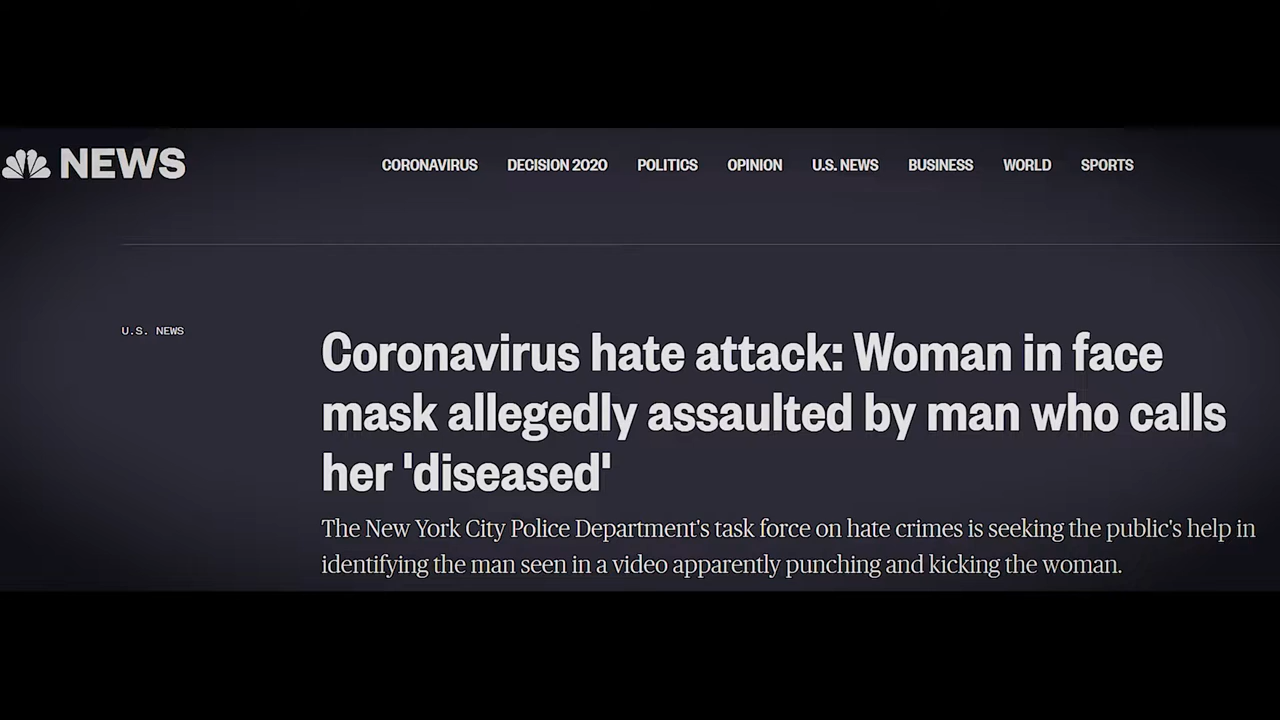 NEWS
CORONAVIRUS DECISION 2020 POLITICS OPINION U.S. NEWS BUSINESS WORLD SPORTS
U.S. NEWS
Coronavirus hate attack: Woman in face
mask allegedly assaulted by man who calls
her 'diseased'
The New York City Police Department's task force on hate crimes is seeking the public's help in
identifying the man seen in a video apparently punching and kicking the woman.